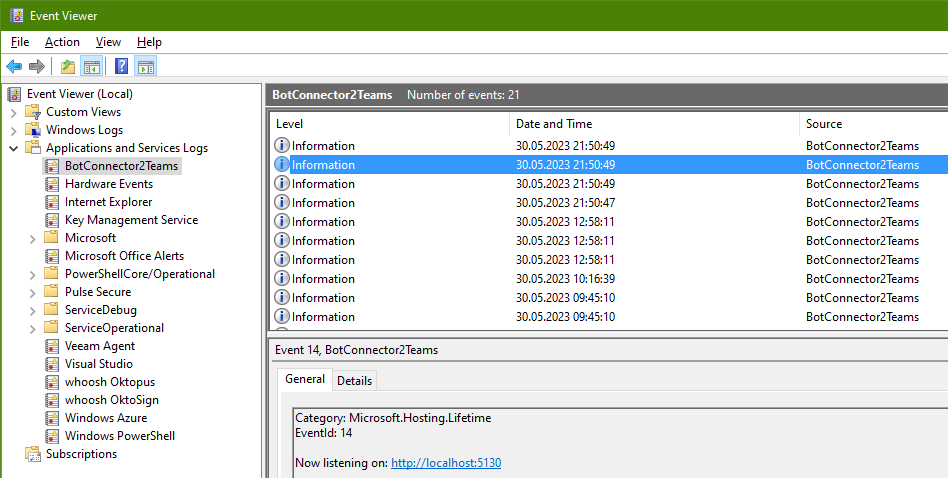 Event Viewer
File Action View Help
Event Viewer (Local)
Custom Views
Windows Logs
Applications and Services Logs
BotConnector2Teams
Hardware Events
Internet Explorer
Key Management Service
Microsoft
Microsoft Office Alerts
PowerShellCore/Operational
Pulse Secure
ServiceDebug
ServiceOperational
Veeam Agent
Visual Studio
whoosh Oktopus
whoosh OktoSign
Windows Azure
Windows PowerShell
Subscriptions
BotConnector2Teams Number of events: 21
Level Date and Time Source
Information 30.05.2023 21:50:49 BotConnector2Teams
Information 30.05.2023 21:50:49 BotConnector2Teams
Information 30.05.2023 21:50:49 BotConnector2Teams
Information 30.05.2023 21:50:47 BotConnector2Teams
Information 30.05.2023 12:58:11 BotConnector2Teams
Information 30.05.2023 12:58:11 BotConnector2Teams
Information 30.05.2023 12:58:11 BotConnector2Teams
Information 30.05.2023 10:16:39 BotConnector2Teams
Information 30.05.2023 09:45:10 BotConnector2Teams
Information 30.05.2023 09:45:10 BotConnector2Teams
Event 14, BotConnector2Teams
General Details
Category: Microsoft.Hosting.Lifetime
EventId: 14
Now listening on: http://localhost:5130